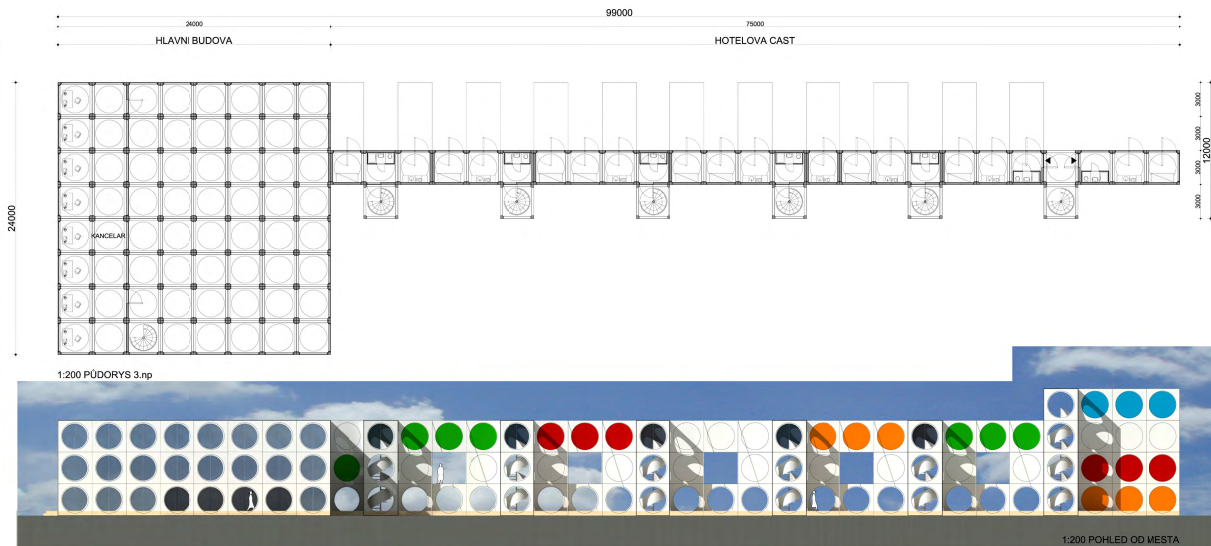 99000
24000
75000
HLAVNI BUDOVA
HOTELOVA CAST
24000
3000
3000
3000
3000
12000
KANCELAR
1:200 PŮDORYS 3.np
1:200 POHLED OD MESTA